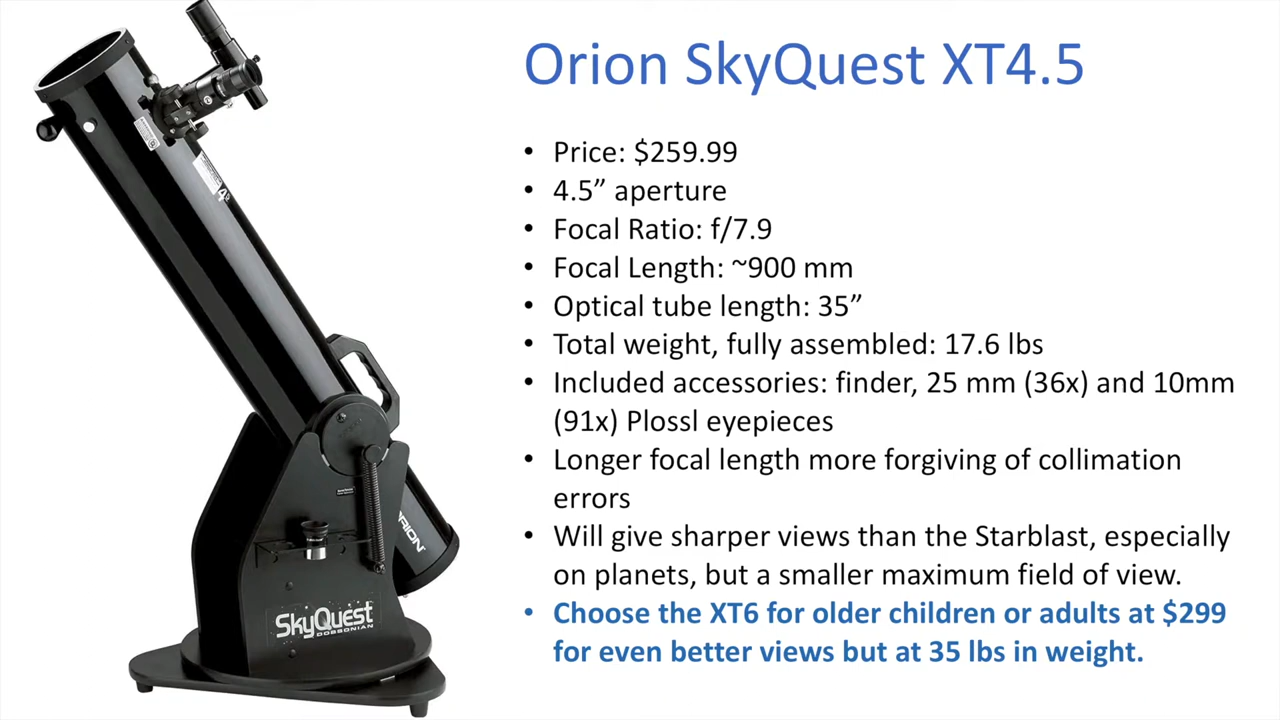 Orion SkyQuest XT4.5
• Price: $259.99
• 4.5” aperture
• Focal Ratio: f/7.9
• Focal Length: ~900 mm
• Optical tube length: 35”
• Total weight, fully assembled: 17.6 lbs
• Included accessories: finder, 25 mm (36x) and 10mm
(91x) Plossl eyepieces
• Longer focal length more forgiving of collimation
errors
• Will give sharper views than the Starblast, especially
on planets, but a smaller maximum field of view.
• Choose the XT6 for older children or adults at $299
for even better views but at 35 lbs in weight.
ORION
SkyQuest
DOBSONIAN